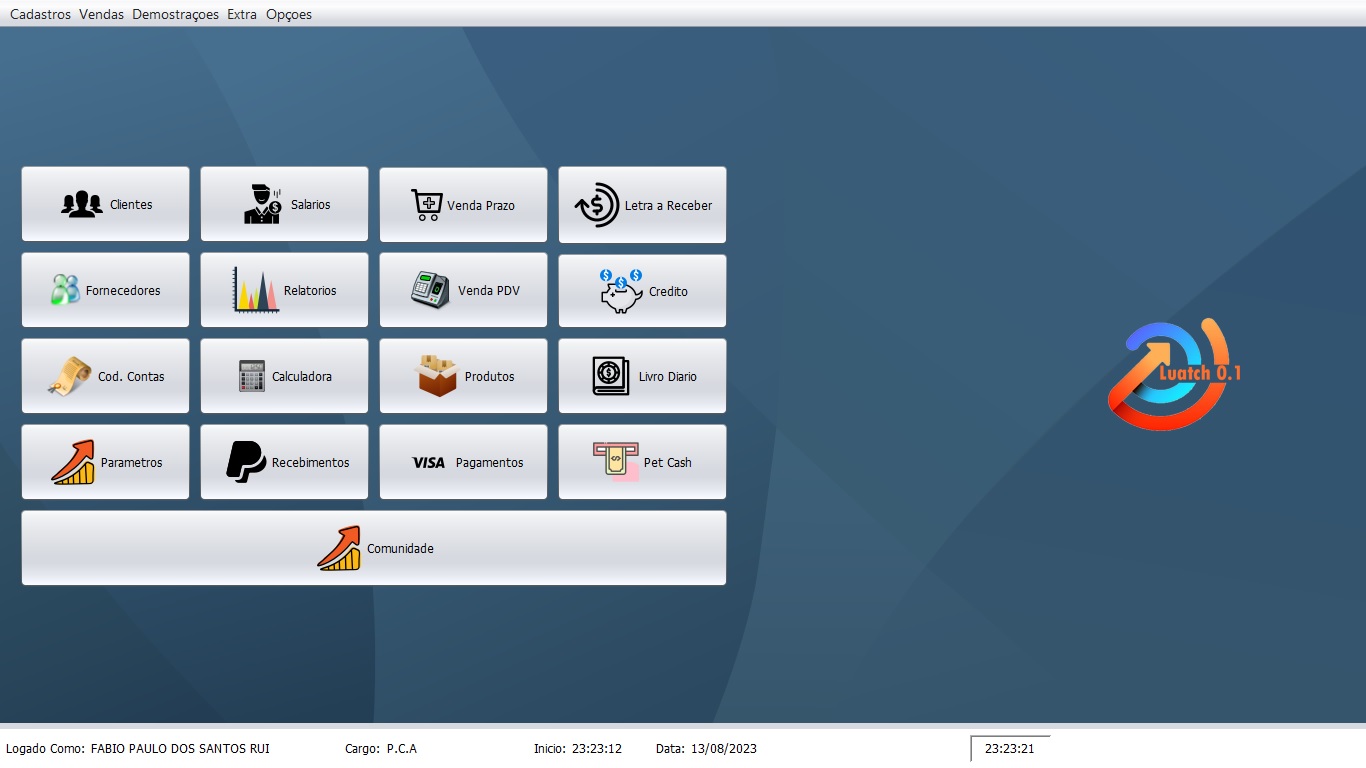 Cadastros Vendas Demostraçoes Extra Opçoes
Clientes Salarios Venda Prazo Letra a Receber
Fornecedores Relatorios Venda PDV Credito
Cod. Contas Calculadora Produtos Livro Diario
Parametros Recebimentos VISA Pagamentos Pet Cash
Comunidade
Luatch 0.1
Logado Como: FABIO PAULO DOS SANTOS RUI Cargo: P.C.A Inicio: 23:23:12 Data: 13/08/2023 23:23:21